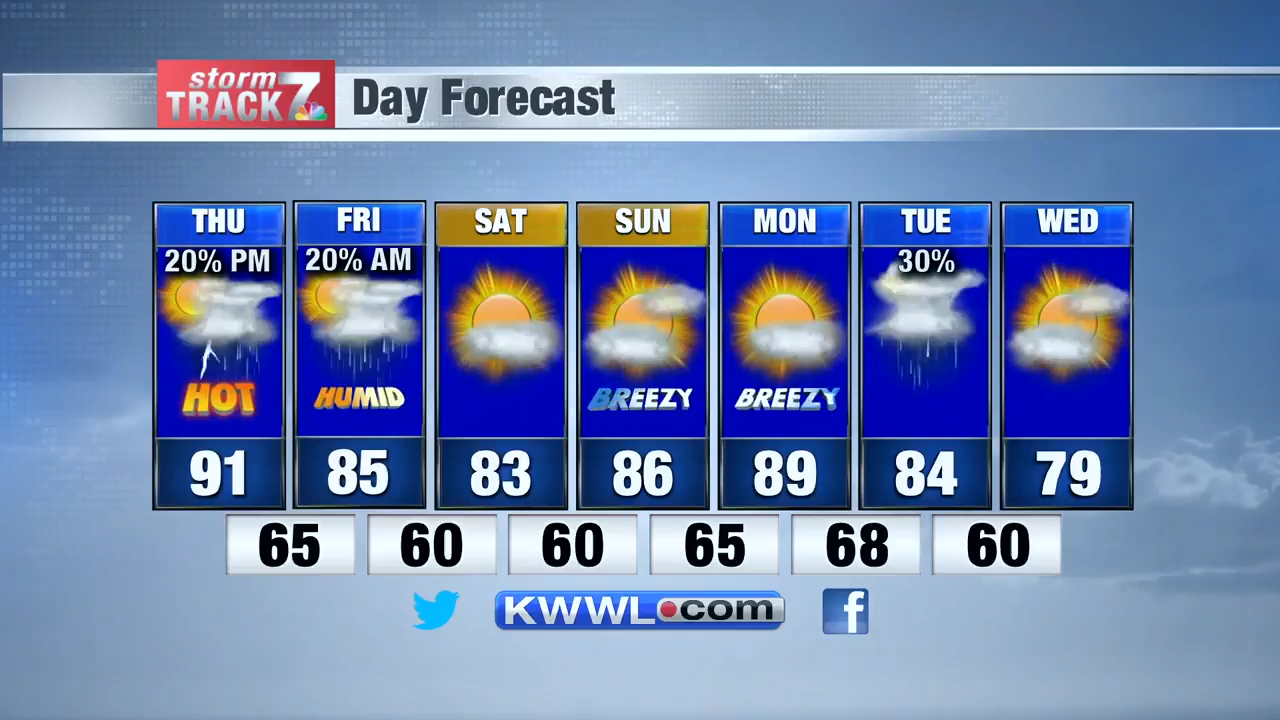 storm
TRACK 7 Day Forecast
THU FRI SAT SUN MON TUE WED
20% PM 20% AM 30%
HOT HUMID BREEZY BREEZY
91 85 83 86 89 84 79
65 60 60 65 68 60
KWWL.com f